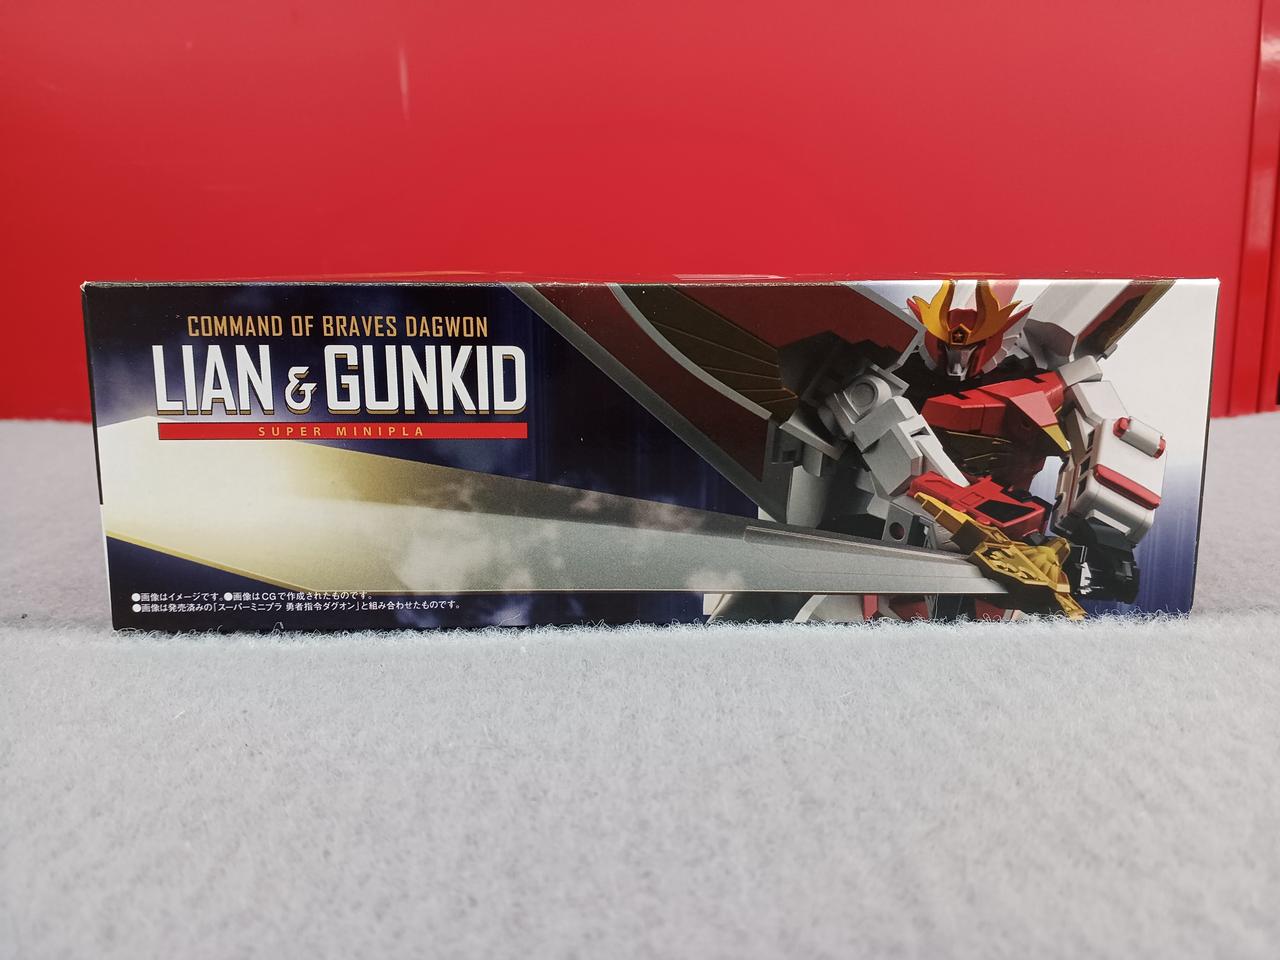 COMMAND OF BRAVES DAGWON
LIAN & GUNKID
SUPER MINIPLA
●画像はイメージです。●画像はCGで作成されたものです。
●画像は発売済みの「スーパーミニプラ 勇者指令ダグオン」と組み合わせたものです。